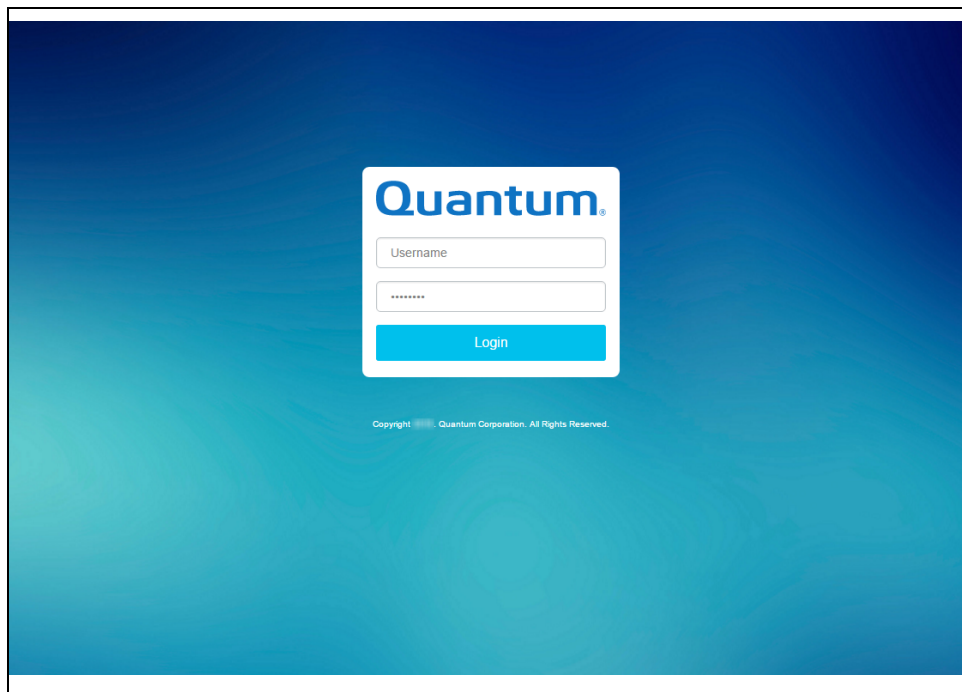 Quantum®
Username
••••••••
Login
Copyright . Quantum Corporation. All Rights Reserved.